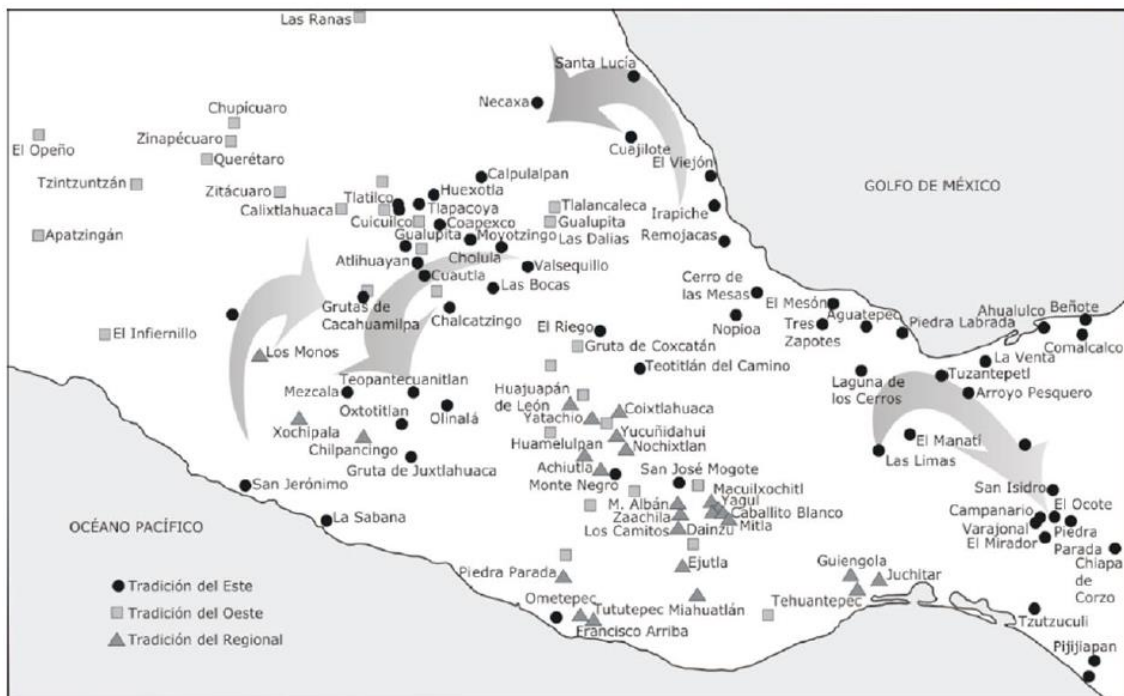 Las Ranas
Santa Lucía
Necaxa
Chupícuaro
Zinapécuaro
El Opeño
Querétaro
Cuajilote
El Viejón
Tzintzuntzán
Zitácuaro
Calpulalpan
Huexotla
GOLFO DE MÉXICO
Tlatilco
Calixtlahuaca
Tlapacoya
Tlalancaleca
Irapiche
Cuicuilco
Coapexco
Gualupita
Apatzingán
Gualupita
Moyotzingo
Las Dalias
Remojacas
Atlihuayan
Cholula
Valsequillo
Cuautla
Las Bocas
Cerro de
las Mesas
El Mesón
Grutas de
Cacahuamilpa
Chalcatzingo
Aguatepec
Ahualulco
Beñote
El Infiernillo
El Riego
Nopioa
Tres
Zapotes
Piedra Labrada
Gruta de Coxcatán
Comalcalco
Los Monos
La Venta
Teotitlán del Camino
Tuzantepetl
Laguna de
los Cerros
Teopantecuanitlan
Mezcala
Huajuapán
de León
Arroyo Pesquero
Oxtotitlan
Olinalá
Coixtlahuaca
Yatachio
Xochipala
Yucuñidahui
El Manatí
Chilpancingo
Huamelulpan
Nochixtlan
Las Limas
Gruta de Juxtlahuaca
Achiutla
San José Mogote
Monte Negro
San Jerónimo
Macuilxochitl
San Isidro
M. Albán
Yagul
El Ocote
Zaachila
Caballito Blanco
Campanario
OCÉANO PACÍFICO
La Sabana
Los Camitos
Dainzú
Mitla
Varajonal
Piedra
Parada
El Mirador
Chiapa
de
Corzo
Guiengola
Piedra Parada
Ejutla
Juchitar
Tradición del Este
Ometepec
Tututepec
Miahuatlán
Tehuantepec
Tradición del Oeste
Tzutzuculi
Francisco Arriba
Tradición del Regional
Pijijiapan